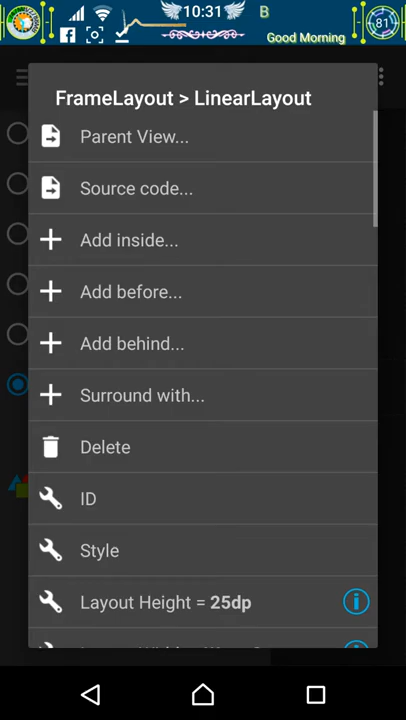 10:31
B
Good Morning
81
FrameLayout > LinearLayout
Parent View...
Source code...
Add inside...
Add before...
Add behind...
Surround with...
Delete
ID
Style
Layout Height = 25dp